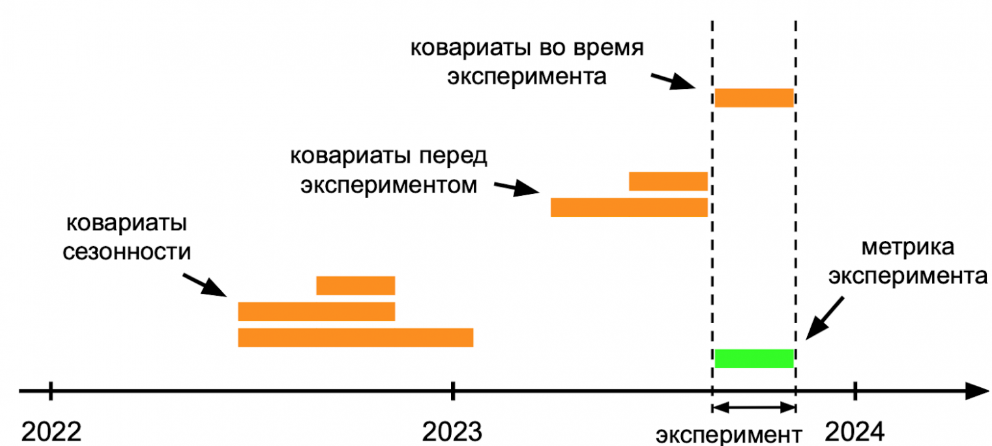 ковариаты во время
эксперимента
ковариаты перед
экспериментом
ковариаты
сезонности
метрика
эксперимента
2022
2023
эксперимент
2024